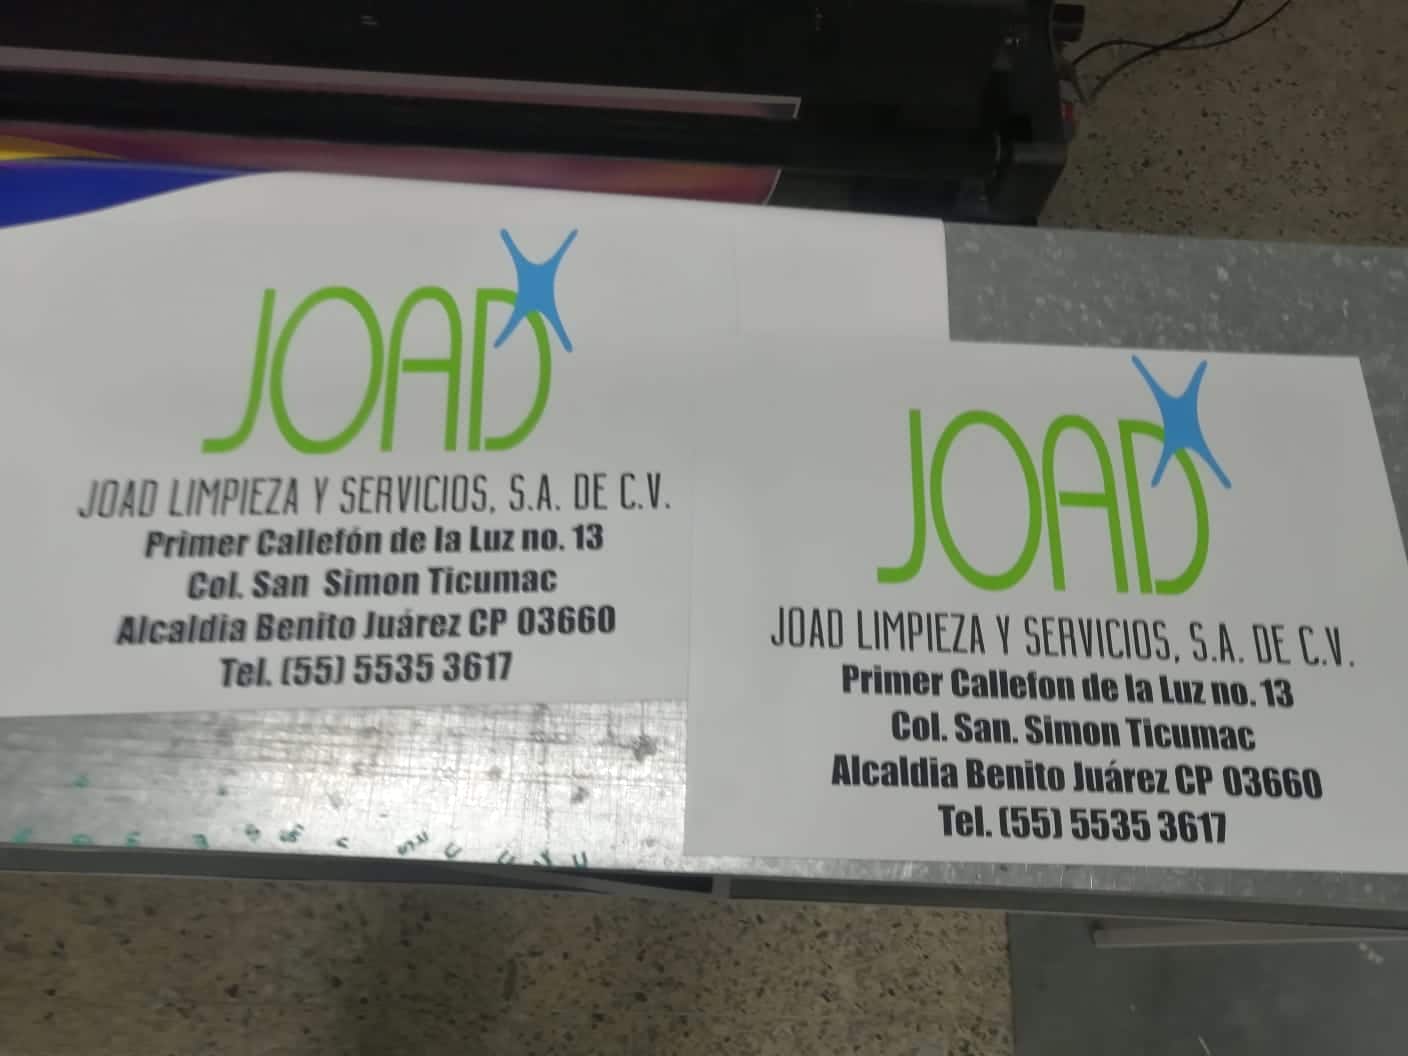 JOAD
JOAD LIMPIEZA Y SERVICIOS, S.A. DE C.V.
Primer Callefón de la Luz no. 13
Col. San Simon Ticumac
Alcaldia Benito Juárez CP 03660
Tel. (55) 5535 3617
JOAD
JOAD LIMPIEZA Y SERVICIOS, S.A. DE C.V.
Primer Callefon de la Luz no. 13
Col. San. Simon Ticumac
Alcaldia Benito Juárez CP 03660
Tel. (55) 5535 3617